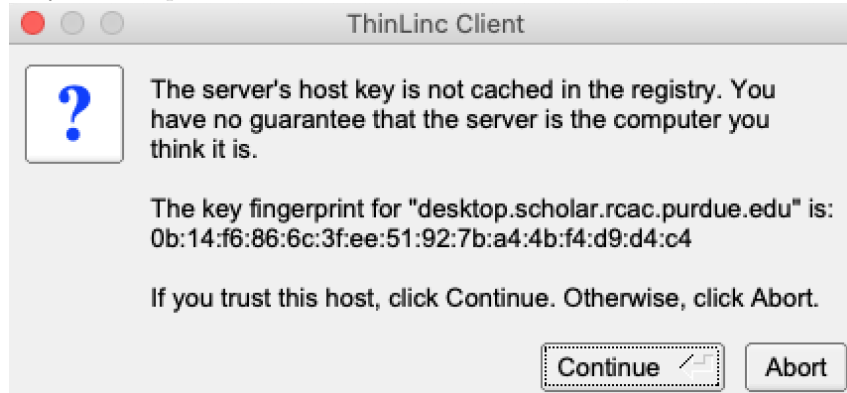 ThinLinc Client
?
The server's host key is not cached in the registry. You
have no guarantee that the server is the computer you
think it is.
The key fingerprint for "desktop.scholar.rcac.purdue.edu" is:
0b:14:f6:86:6c:3f:ee:51:92:7b:a4:4b:f4:d9:d4:c4
If you trust this host, click Continue. Otherwise, click Abort.
Continue Abort